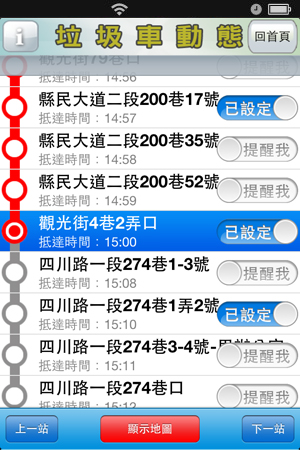 i
垃圾車動態
回首頁
觀光街79巷口
抵達時間：14:56
提醒我
縣民大道二段200巷17號
抵達時間：14:57
已設定
縣民大道二段200巷35號
抵達時間：14:58
提醒我
縣民大道二段200巷52號
抵達時間：14:59
提醒我
觀光街4巷2弄口
抵達時間：15:00
已設定
四川路一段274巷1-3號
抵達時間：15:08
提醒我
四川路一段274巷1弄2號
抵達時間：15:10
已設定
四川路一段274巷3-4號-里辦公室
抵達時間：15:11
提醒我
四川路一段274巷口
抵達時間：15:12
提醒我
上一站
顯示地圖
下一站